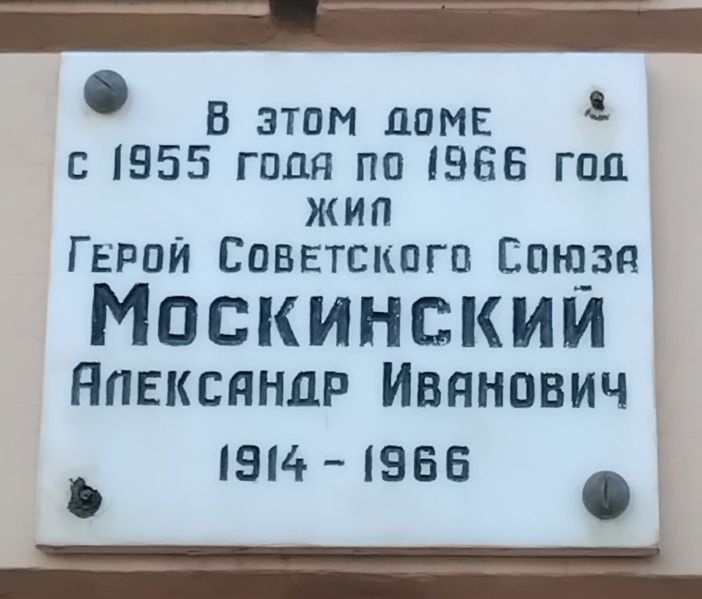 В этом доме
с 1955 года по 1966 год
жил
Герой Советского Союза
Москинский
Александр Иванович
1914 - 1966